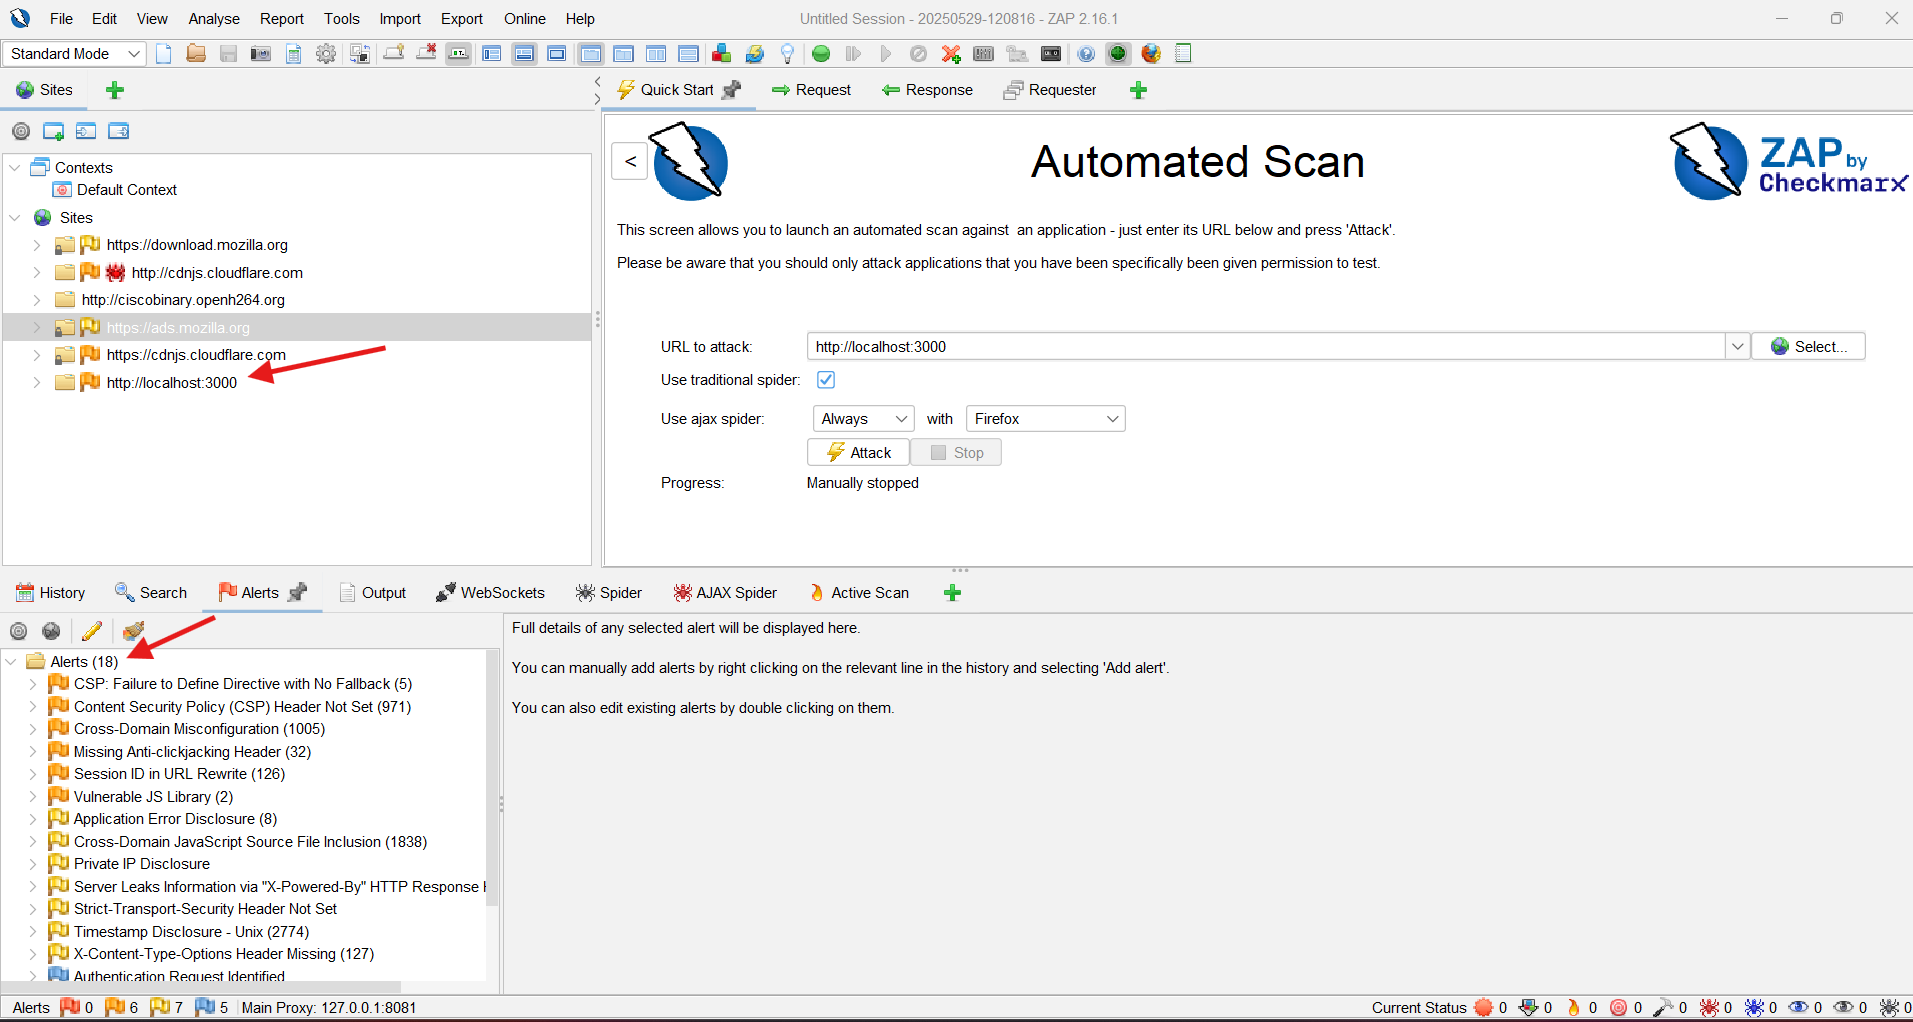 File Edit View Analyse Report Tools Import Export Online Help
Untitled Session - 20250529-120816 - ZAP 2.16.1
Standard Mode
Sites
Quick Start Request Response Requester
Contexts
Default Context
Sites
https://download.mozilla.org
http://cdnjs.cloudflare.com
http://ciscobinary.openh264.org
https://ads.mozilla.org
https://cdnjs.cloudflare.com
http://localhost:3000
<
Automated Scan
ZAP by
Checkmarx
This screen allows you to launch an automated scan against an application - just enter its URL below and press 'Attack'.
Please be aware that you should only attack applications that you have been specifically been given permission to test.
URL to attack: http://localhost:3000 Select...
Use traditional spider:
Use ajax spider: Always with Firefox
Attack Stop
Progress: Manually stopped
History Search Alerts Output WebSockets Spider AJAX Spider Active Scan
Alerts (18)
CSP: Failure to Define Directive with No Fallback (5)
Content Security Policy (CSP) Header Not Set (971)
Cross-Domain Misconfiguration (1005)
Missing Anti-clickjacking Header (32)
Session ID in URL Rewrite (126)
Vulnerable JS Library (2)
Application Error Disclosure (8)
Cross-Domain JavaScript Source File Inclusion (1838)
Private IP Disclosure
Server Leaks Information via "X-Powered-By" HTTP Response
Strict-Transport-Security Header Not Set
Timestamp Disclosure - Unix (2774)
X-Content-Type-Options Header Missing (127)
Authentication Request Identified
Full details of any selected alert will be displayed here.
You can manually add alerts by right clicking on the relevant line in the history and selecting 'Add alert'.
You can also edit existing alerts by double clicking on them.
Alerts 0 6 7 5 Main Proxy: 127.0.0.1:8081
Current Status 0 0 0 0 0 0 0 0 0 0